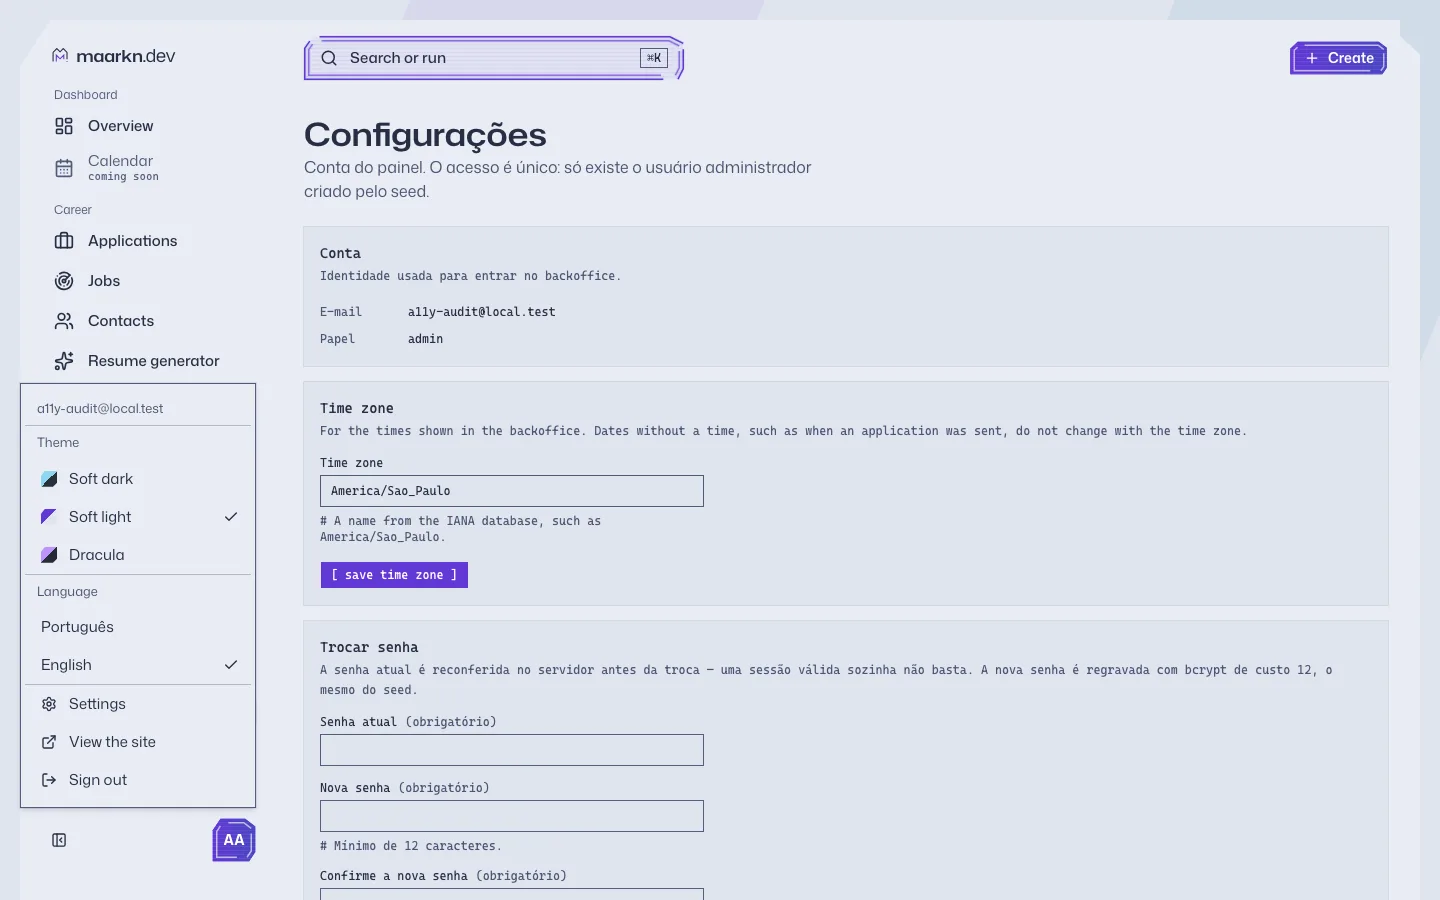 maarkn.dev
Dashboard
Overview
Calendar
coming soon
Career
Applications
Jobs
Contacts
Resume generator
a11y-audit@local.test
Theme
Soft dark
Soft light
Dracula
Language
Português
English
Settings
View the site
Sign out
AA
Search or run
⌘K
+ Create
Configurações
Conta do painel. O acesso é único: só existe o usuário administrador
criado pelo seed.
Conta
Identidade usada para entrar no backoffice.
E-mail a11y-audit@local.test
Papel admin
Time zone
For the times shown in the backoffice. Dates without a time, such as when an application was sent, do not change with the time zone.
Time zone
America/Sao_Paulo
# A name from the IANA database, such as
America/Sao_Paulo.
[ save time zone ]
Trocar senha
A senha atual é reconferida no servidor antes da troca — uma sessão válida sozinha não basta. A nova senha é regravada com bcrypt de custo 12, o
mesmo do seed.
Senha atual (obrigatório)
Nova senha (obrigatório)
# Mínimo de 12 caracteres.
Confirme a nova senha (obrigatório)